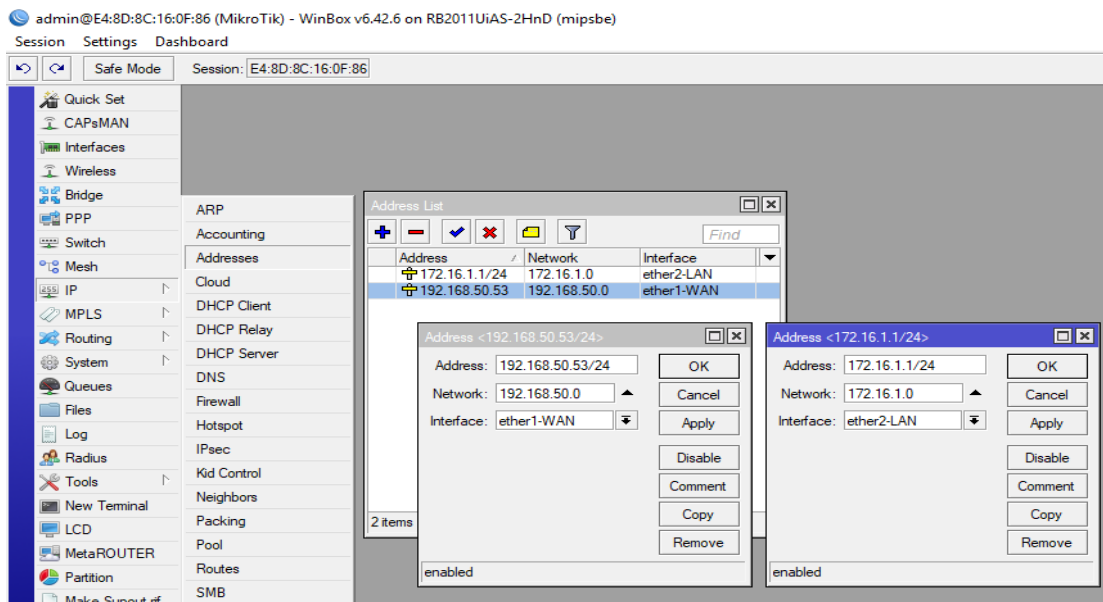 admin@E4:8D:8C:16:0F:86 (MikroTik) - WinBox v6.42.6 on RB2011UiAS-2HnD (mipsbe)
Session Settings Dashboard
Safe Mode Session: E4:8D:8C:16:0F:86
Quick Set
CAPsMAN
Interfaces
Wireless
Bridge
PPP
Switch
Mesh
IP
MPLS
Routing
System
Queues
Files
Log
Radius
Tools
New Terminal
LCD
MetaROUTER
Partition
Make Supout.rif
ARP
Accounting
Addresses
Cloud
DHCP Client
DHCP Relay
DHCP Server
DNS
Firewall
Hotspot
IPsec
Kid Control
Neighbors
Packing
Pool
Routes
SMB
Address List
Find
Address Network Interface
172.16.1.1/24 172.16.1.0 ether2-LAN
192.168.50.53 192.168.50.0 ether1-WAN
2 items
Address <192.168.50.53/24>
Address: 192.168.50.53/24 OK
Network: 192.168.50.0 Cancel
Interface: ether1-WAN Apply
Disable
Comment
Copy
Remove
enabled
Address <172.16.1.1/24>
Address: 172.16.1.1/24 OK
Network: 172.16.1.0 Cancel
Interface: ether2-LAN Apply
Disable
Comment
Copy
Remove
enabled